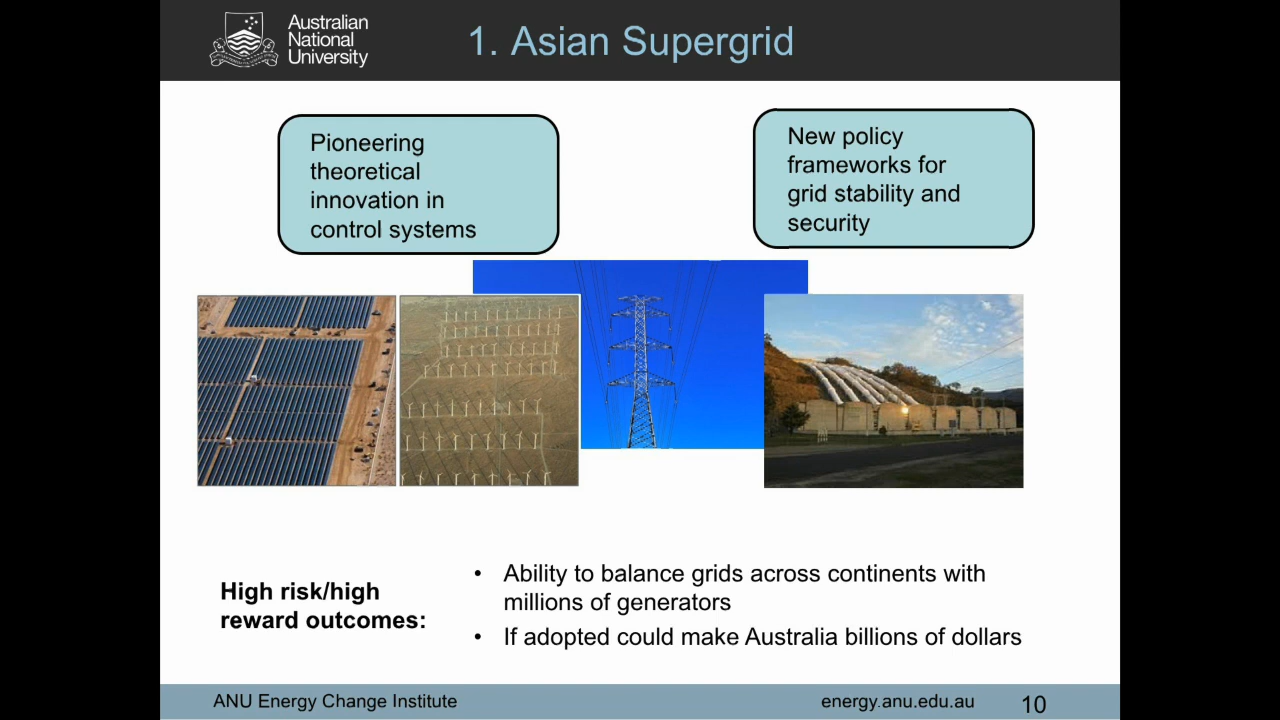 Australian
National
University
1. Asian Supergrid
Pioneering
theoretical
innovation in
control systems
New policy
frameworks for
grid stability and
security
High risk/high
reward outcomes:
• Ability to balance grids across continents with
millions of generators
• If adopted could make Australia billions of dollars
ANU Energy Change Institute
energy.anu.edu.au
10